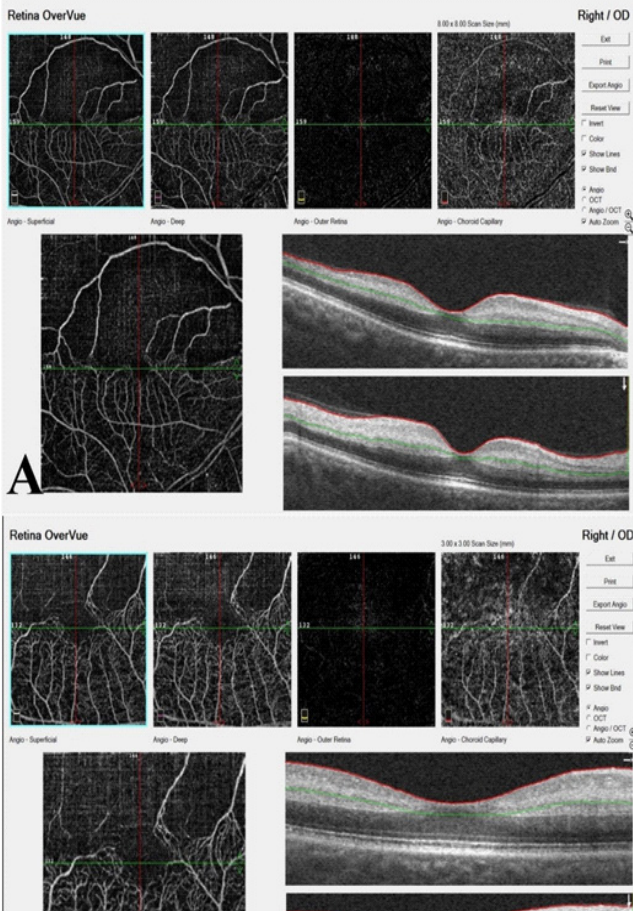 Retina OverVue
8.00 x 8.00 Scan Size (mm)
Right / OD
Exit
Print
Export Angio
Reset View
Invert
Color
Show Lines
Show Bnd
Angio
OCT
Angio / OCT
Auto Zoom
Angio - Superficial
Angio - Deep
Angio - Outer Retina
Angio - Choroid Capillary
A
Retina OverVue
3.00 x 3.00 Scan Size (mm)
Right / OD
Exit
Print
Export Angio
Reset View
Invert
Color
Show Lines
Show Bnd
Angio
OCT
Angio / OCT
Auto Zoom
Angio - Superficial
Angio - Deep
Angio - Outer Retina
Angio - Choroid Capillary